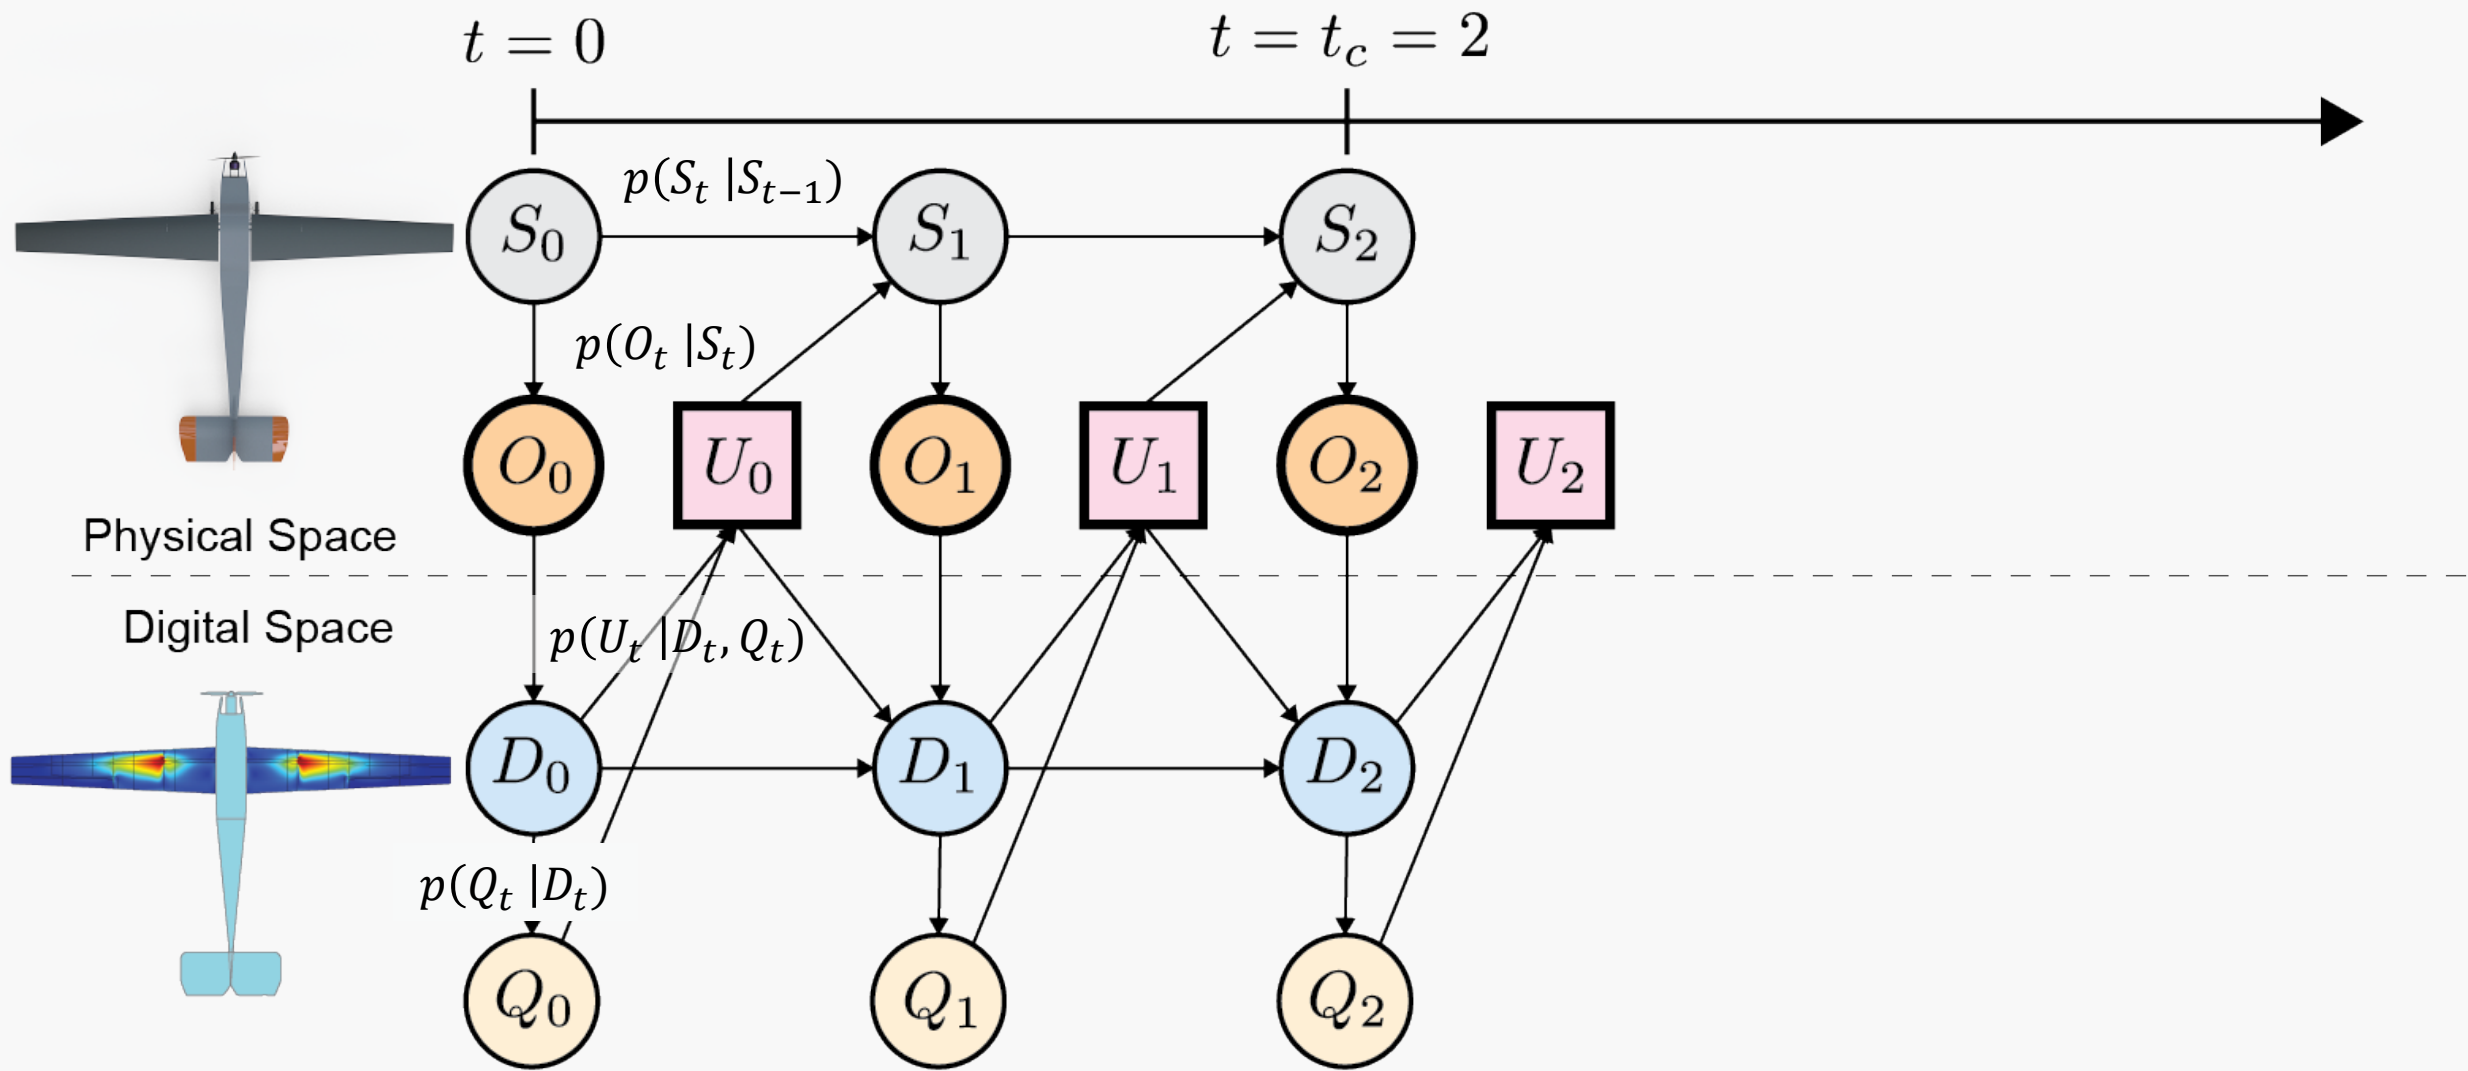 t = 0
t = t_c = 2
p(S_t |S_{t−1})
S_0
S_1
S_2
p(O_t |S_t)
O_0
U_0
O_1
U_1
O_2
U_2
Physical Space
Digital Space
p(U_t |D_t, Q_t)
D_0
D_1
D_2
p(Q_t |D_t)
Q_0
Q_1
Q_2